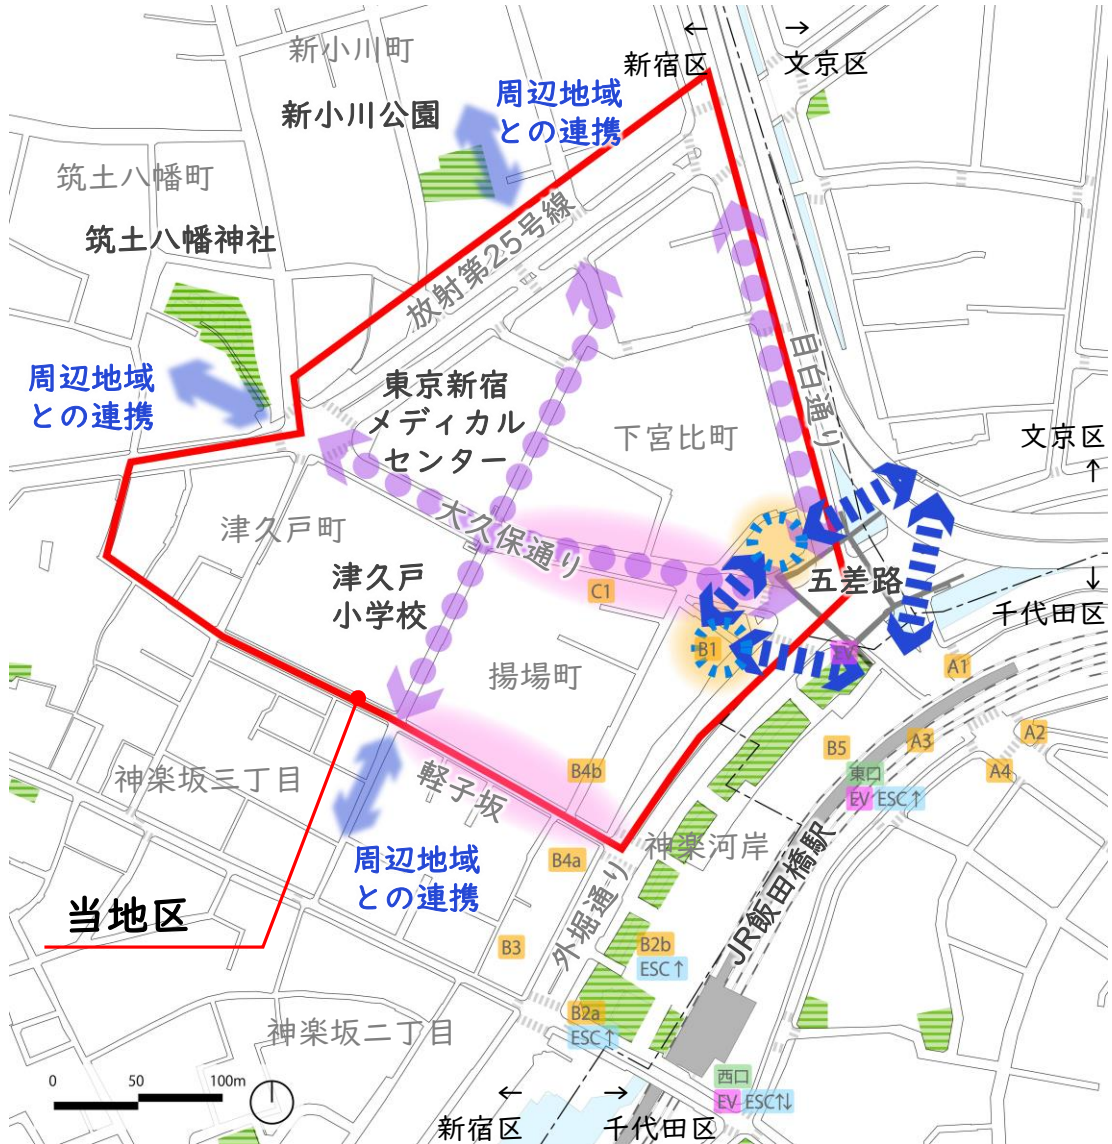 ←
→
新宿区
文京区
新小川町
周辺地域
との連携
新小川公園
筑土八幡町
筑土八幡神社
放射第25号線
周辺地域
との連携
東京新宿
メディカル
センター
目白通り
下宮比町
文京区
↑
津久戸町
大久保通り
津久戸
小学校
C1
五差路
↓
千代田区
B1
EV
A1
揚場町
B5
A3
A2
A4
神楽坂三丁目
軽子坂
B4b
東口
EV
ESC↑
神楽河岸
B4a
周辺地域
との連携
当地区
外堀通り
JR飯田橋駅
B3
B2b
ESC↑
B2a
ESC↑
神楽坂二丁目
西口
EV
ESC↑↓
0
50
100m
←
→
新宿区
千代田区